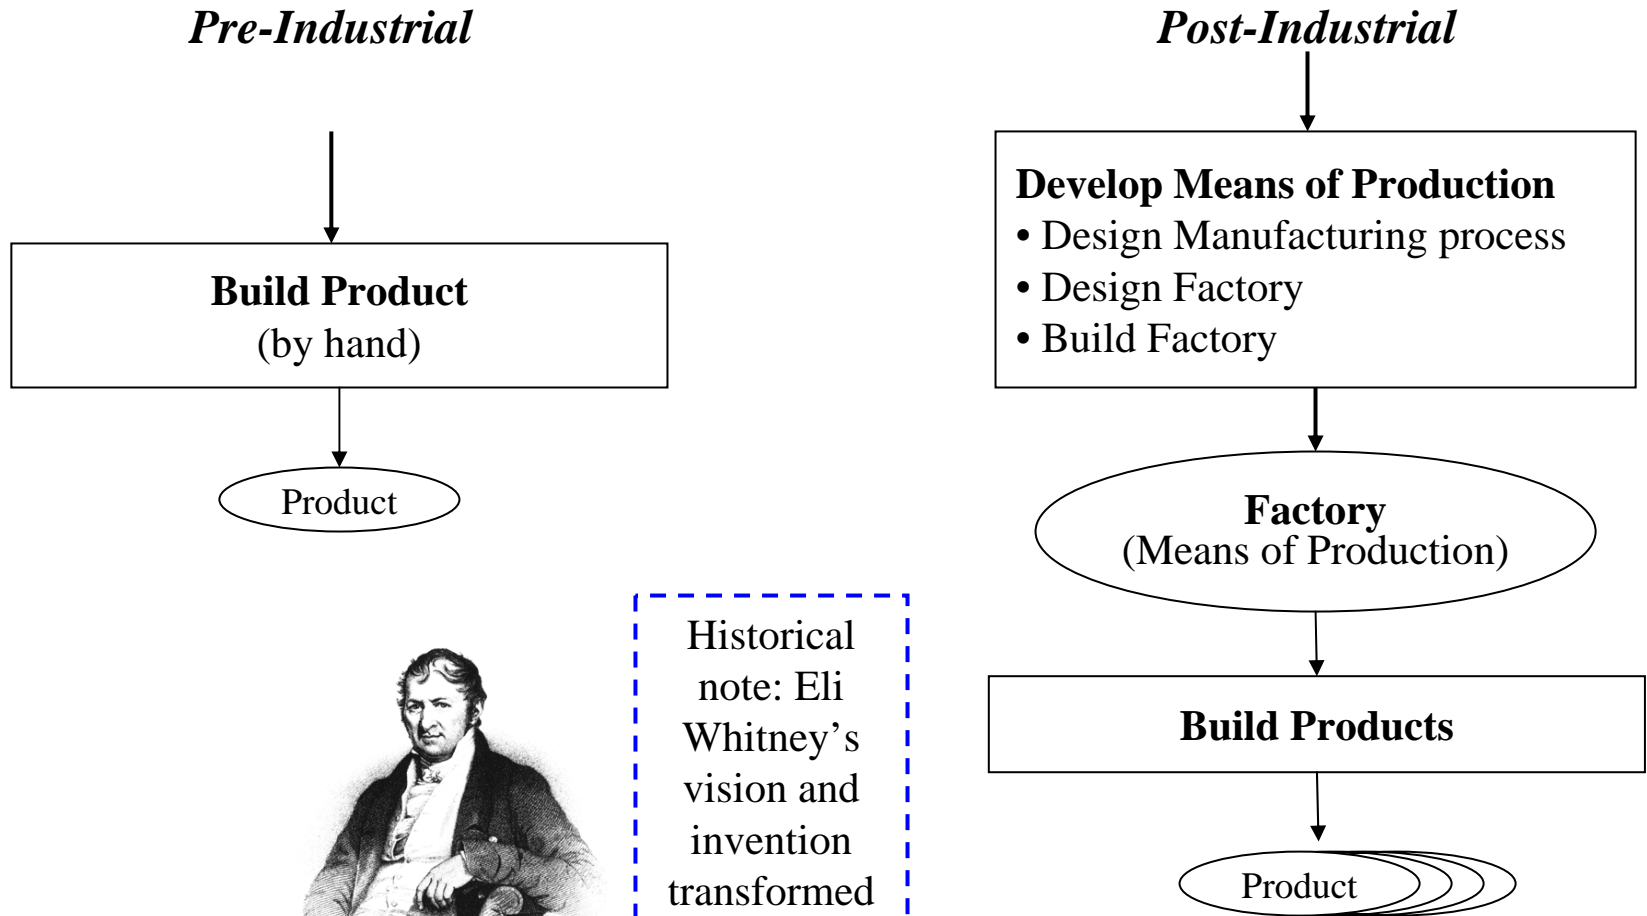 Pre-Industrial
Build Product
(by hand)
Product
Historical
note: Eli
Whitney’s
vision and
invention
transformed
Post-Industrial
Develop Means of Production
• Design Manufacturing process
• Design Factory
• Build Factory
Factory
(Means of Production)
Build Products
Product